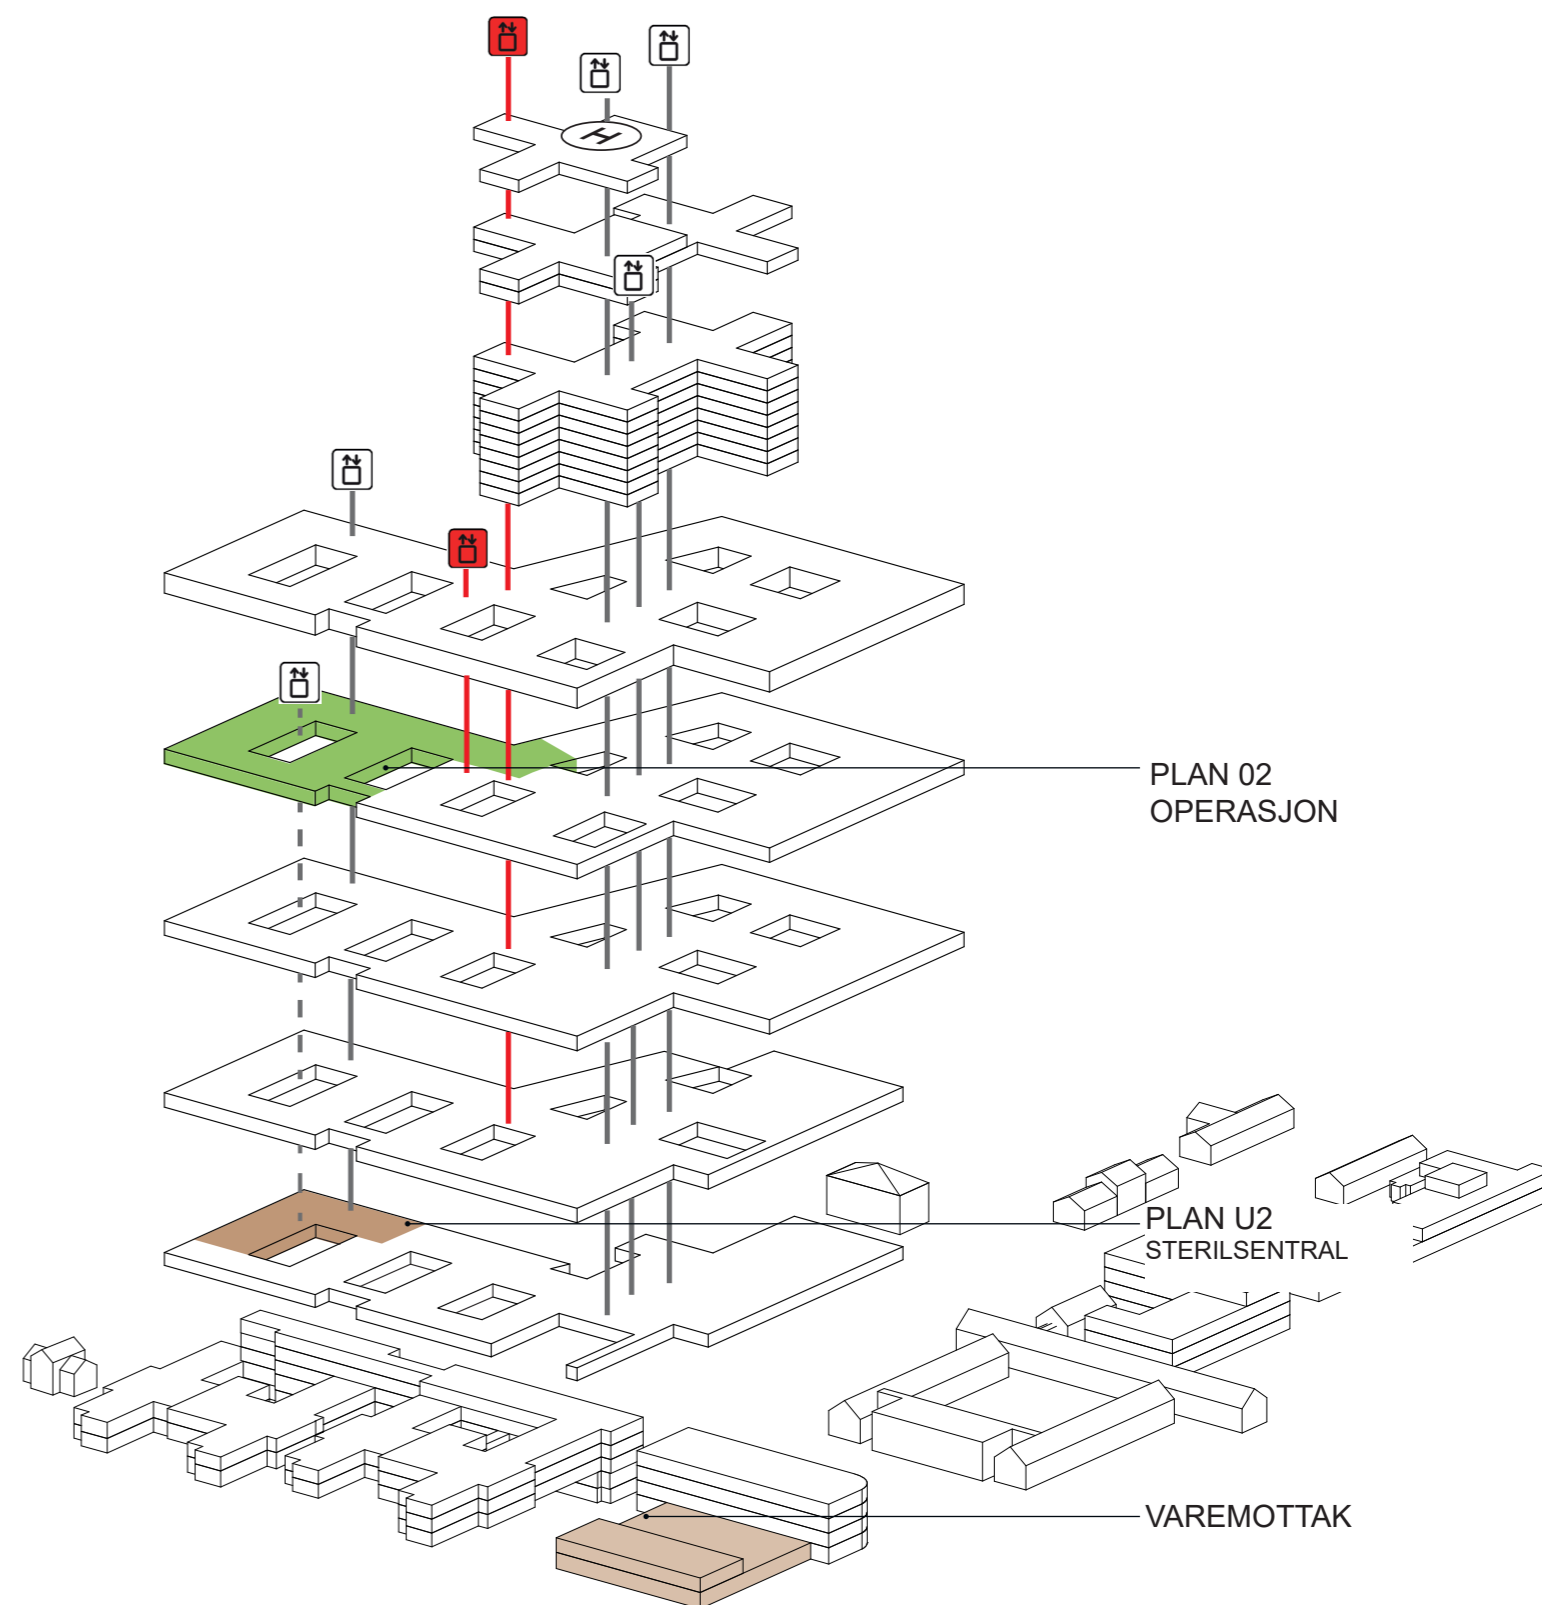 H
PLAN 02
OPERASJON
PLAN U2
STERILSENTRAL
VAREMOTTAK